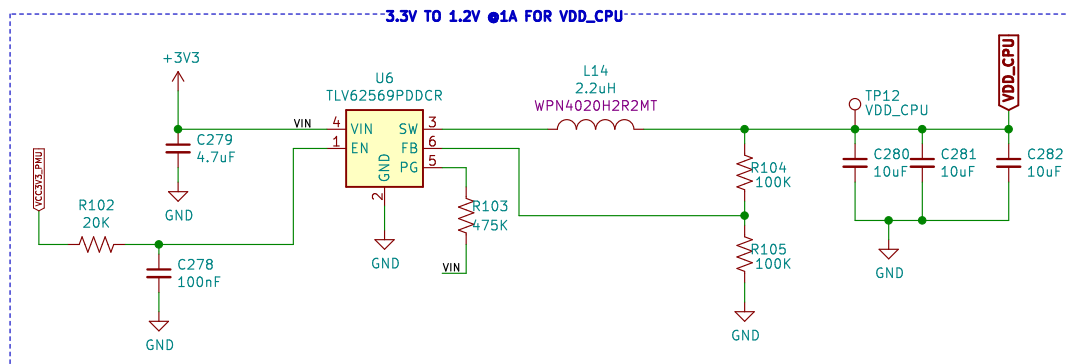 3.3V TO 1.2V @1A FOR VDD_CPU
+3V3
U6
TLV62569PDDCR
L14
2.2uH
WPN4020H2R2MT
VDD_CPU
TP12
VDD_CPU
VIN
4 VIN SW 3
1 EN FB 6
PG 5
GND
2
C279
4.7uF
GND
C280
10uF
C281
10uF
C282
10uF
R104
100K
VCC3V3_PMU
R102
20K
R103
475K
GND
VIN
R105
100K
GND
C278
100nF
GND
GND